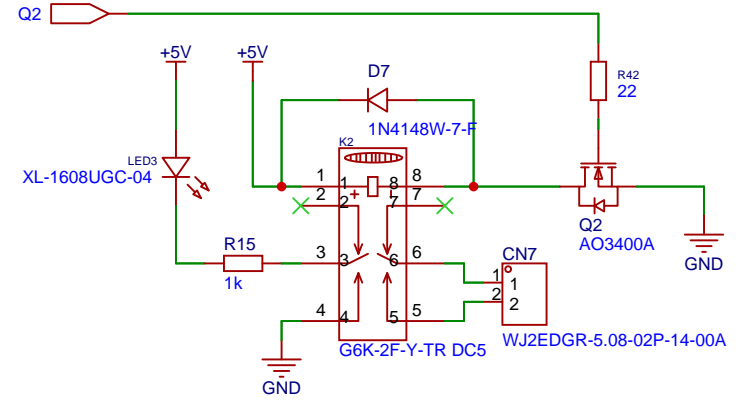 Q2
+5V
+5V
D7
1N4148W-7-F
R42
22
LED3
XL-1608UGC-04
K2
1
1
8
8
2
2
7
7
+
Q2
AO3400A
GND
R15
1k
3
3
6
6
CN7
1
1
2
2
WJ2EDGR-5.08-02P-14-00A
4
4
5
5
G6K-2F-Y-TR DC5
GND